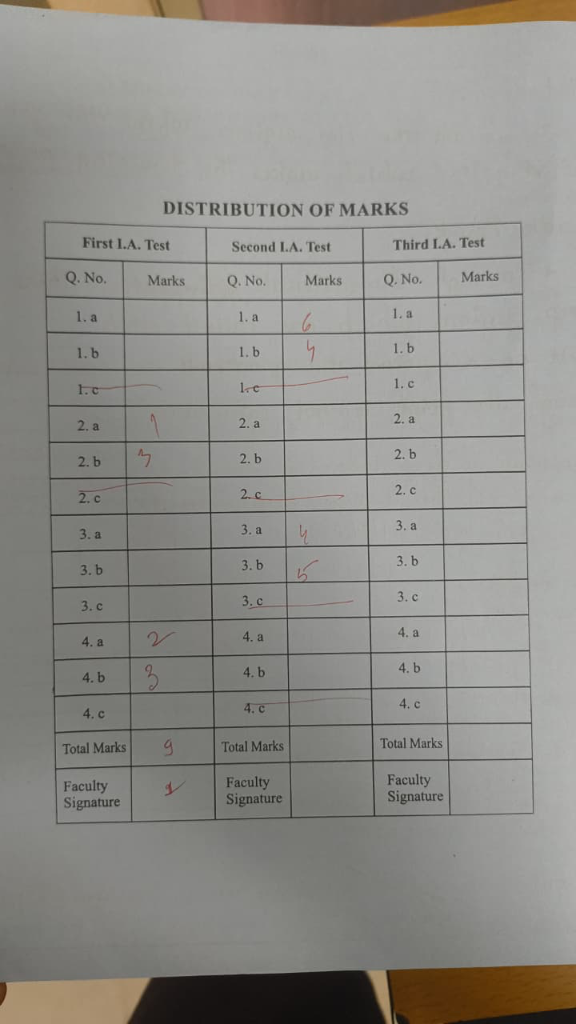 DISTRIBUTION OF MARKS
First I.A. Test Second I.A. Test Third I.A. Test
Q. No. Marks Q. No. Marks Q. No. Marks
1. a 1. a 6 1. a
1. b 1. b 4 1. b
1. c 1. c 1. c
2. a 1 2. a 2. a
2. b 3 2. b 2. b
2. c 2. c 2. c
3. a 3. a 4 3. a
3. b 3. b 5 3. b
3. c 3. c 3. c
4. a 2 4. a 4. a
4. b 3 4. b 4. b
4. c 4. c 4. c
Total Marks 9 Total Marks Total Marks
Faculty Faculty Faculty
Signature Signature Signature